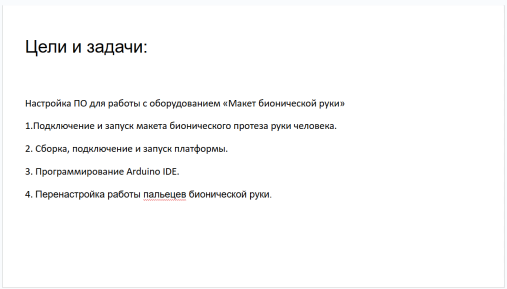 Цели и задачи:
Настройка ПО для работы с оборудованием «Макет бионической руки»
1.Подключение и запуск макета бионического протеза руки человека.
2. Сборка, подключение и запуск платформы.
3. Программирование Arduino IDE.
4. Перенастройка работы пальецев бионической руки.